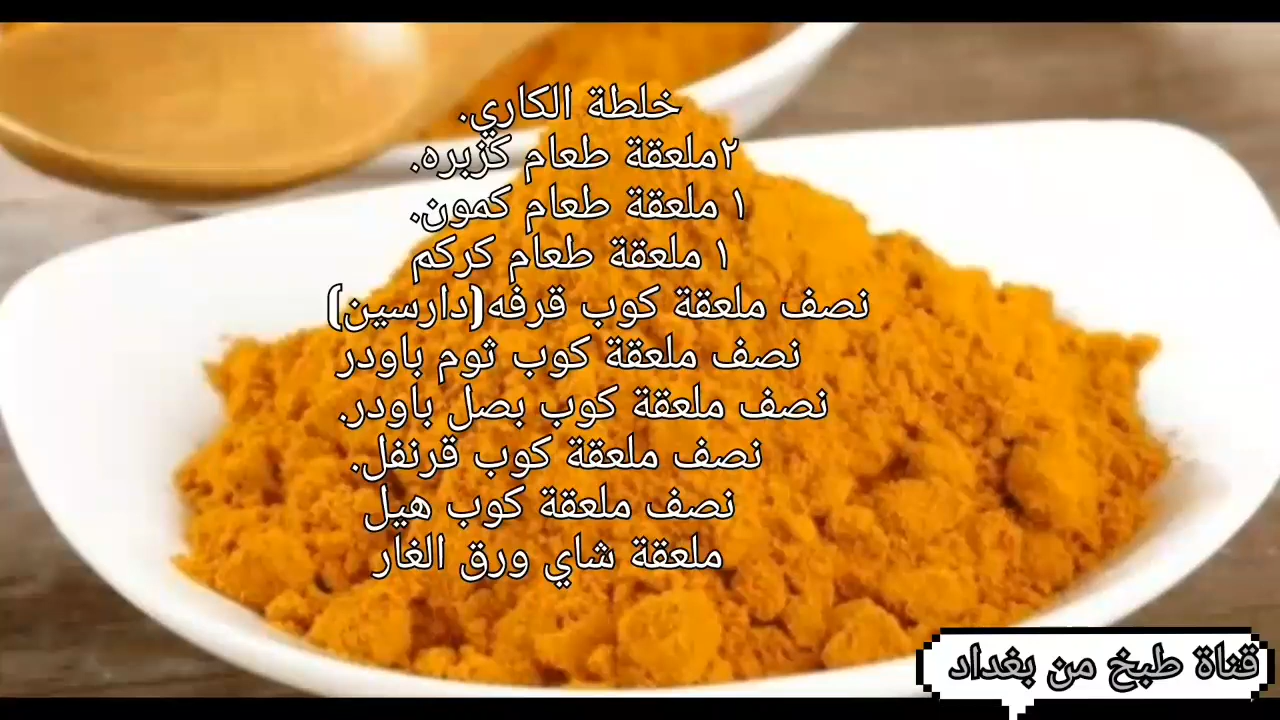 خلطة الكاري.
٢ملعقة طعام كزبره.
١ ملعقة طعام كمون.
١ ملعقة طعام كركم
نصف ملعقة كوب قرفه(دارسين)
نصف ملعقة كوب ثوم باودر
نصف ملعقة كوب بصل باودر.
نصف ملعقة كوب قرنفل.
نصف ملعقة كوب هيل
ملعقة شاي ورق الغار
قناة طبخ من بغداد